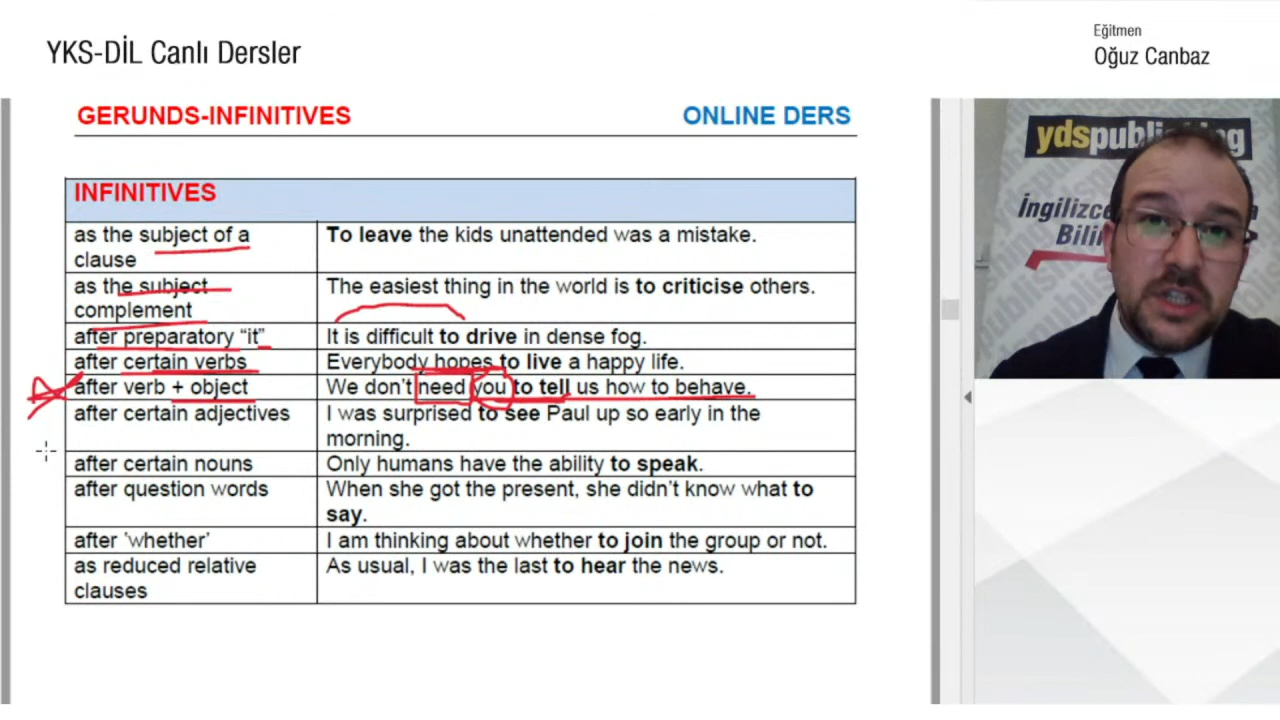 YKS-DİL Canlı Dersler
Eğitmen
Oğuz Canbaz
GERUNDS-INFINITIVES ONLINE DERS
INFINITIVES
as the subject of a clause To leave the kids unattended was a mistake.
as the subject complement The easiest thing in the world is to criticise others.
after preparatory “it” It is difficult to drive in dense fog.
after certain verbs Everybody hopes to live a happy life.
after verb + object We don’t need you to tell us how to behave.
after certain adjectives I was surprised to see Paul up so early in the morning.
after certain nouns Only humans have the ability to speak.
after question words When she got the present, she didn’t know what to say.
after ‘whether’ I am thinking about whether to join the group or not.
as reduced relative clauses As usual, I was the last to hear the news.